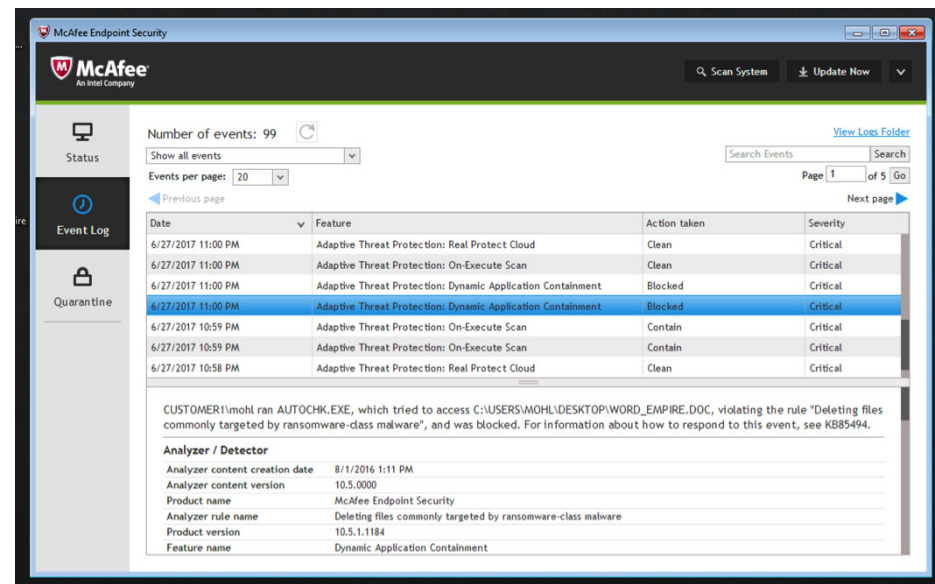 McAfee Endpoint Security
McAfee
An Intel Company
Scan System
Update Now
Status
Event Log
Quarantine
Number of events: 99
View Logs Folder
Show all events
Search Events
Search
Events per page: 20
Page 1 of 5 Go
Previous page
Next page
Date Feature Action taken Severity
6/27/2017 11:00 PM Adaptive Threat Protection: Real Protect Cloud Clean Critical
6/27/2017 11:00 PM Adaptive Threat Protection: On-Execute Scan Clean Critical
6/27/2017 11:00 PM Adaptive Threat Protection: Dynamic Application Containment Blocked Critical
6/27/2017 11:00 PM Adaptive Threat Protection: Dynamic Application Containment Blocked Critical
6/27/2017 10:59 PM Adaptive Threat Protection: On-Execute Scan Contain Critical
6/27/2017 10:59 PM Adaptive Threat Protection: On-Execute Scan Contain Critical
6/27/2017 10:58 PM Adaptive Threat Protection: Real Protect Cloud Clean Critical
CUSTOMER1\mohl ran AUTOCHK.EXE, which tried to access C:\USERS\MOHL\DESKTOP\WORD_EMPIRE.DOC, violating the rule "Deleting files
commonly targeted by ransomware-class malware", and was blocked. For information about how to respond to this event, see KB85494.
Analyzer / Detector
Analyzer content creation date 8/1/2016 1:11 PM
Analyzer content version 10.5.0000
Product name McAfee Endpoint Security
Analyzer rule name Deleting files commonly targeted by ransomware-class malware
Product version 10.5.1.1184
Feature name Dynamic Application Containment